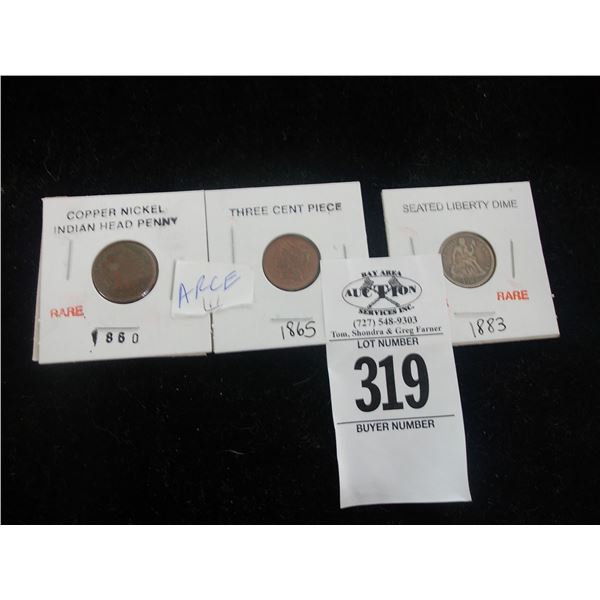 COPPER NICKEL
INDIAN HEAD PENNY
RARE
1860
ARCE
THREE CENT PIECE
1865
SEATED LIBERTY DIME
RARE
1883
BAY AREA
AUCTION
SERVICES INC.
(727) 548-9303
Tom, Shondra & Greg Farner
LOT NUMBER
319
BUYER NUMBER